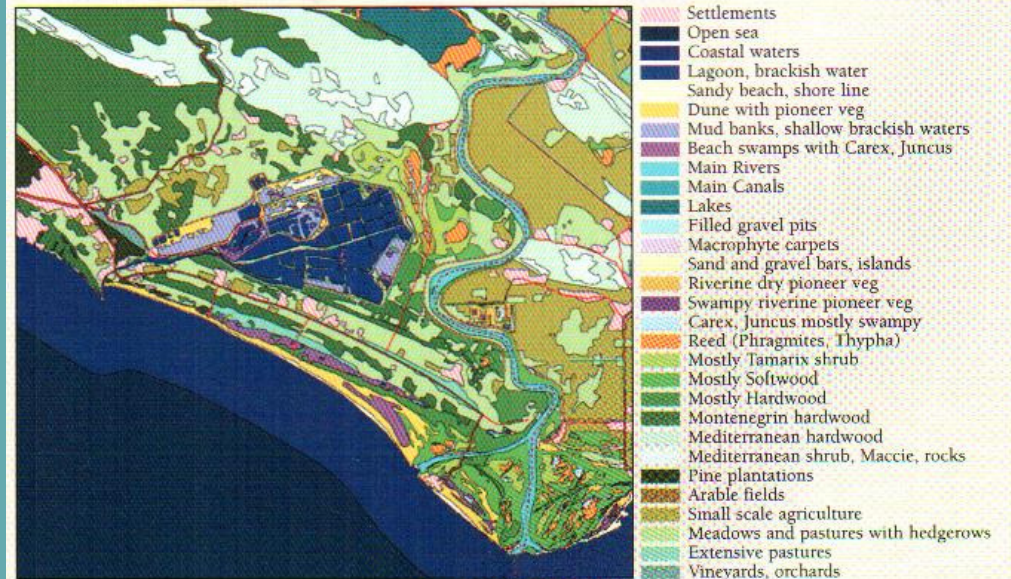 Settlements
Open sea
Coastal waters
Lagoon, brackish water
Sandy beach, shore line
Dune with pioneer veg
Mud banks, shallow brackish waters
Beach swamps with Carex, Juncus
Main Rivers
Main Canals
Lakes
Filled gravel pits
Macrophyte carpets
Sand and gravel bars, islands
Riverine dry pioneer veg
Swampy riverine pioneer veg
Carex, Juncus mostly swampy
Reed (Phragmites, Thypha)
Mostly Tamarix shrub
Mostly Softwood
Mostly Hardwood
Montenegrin hardwood
Mediterranean hardwood
Mediterranean shrub, Maccie, rocks
Pine plantations
Arable fields
Small scale agriculture
Meadows and pastures with hedgerows
Extensive pastures
Vineyards, orchards